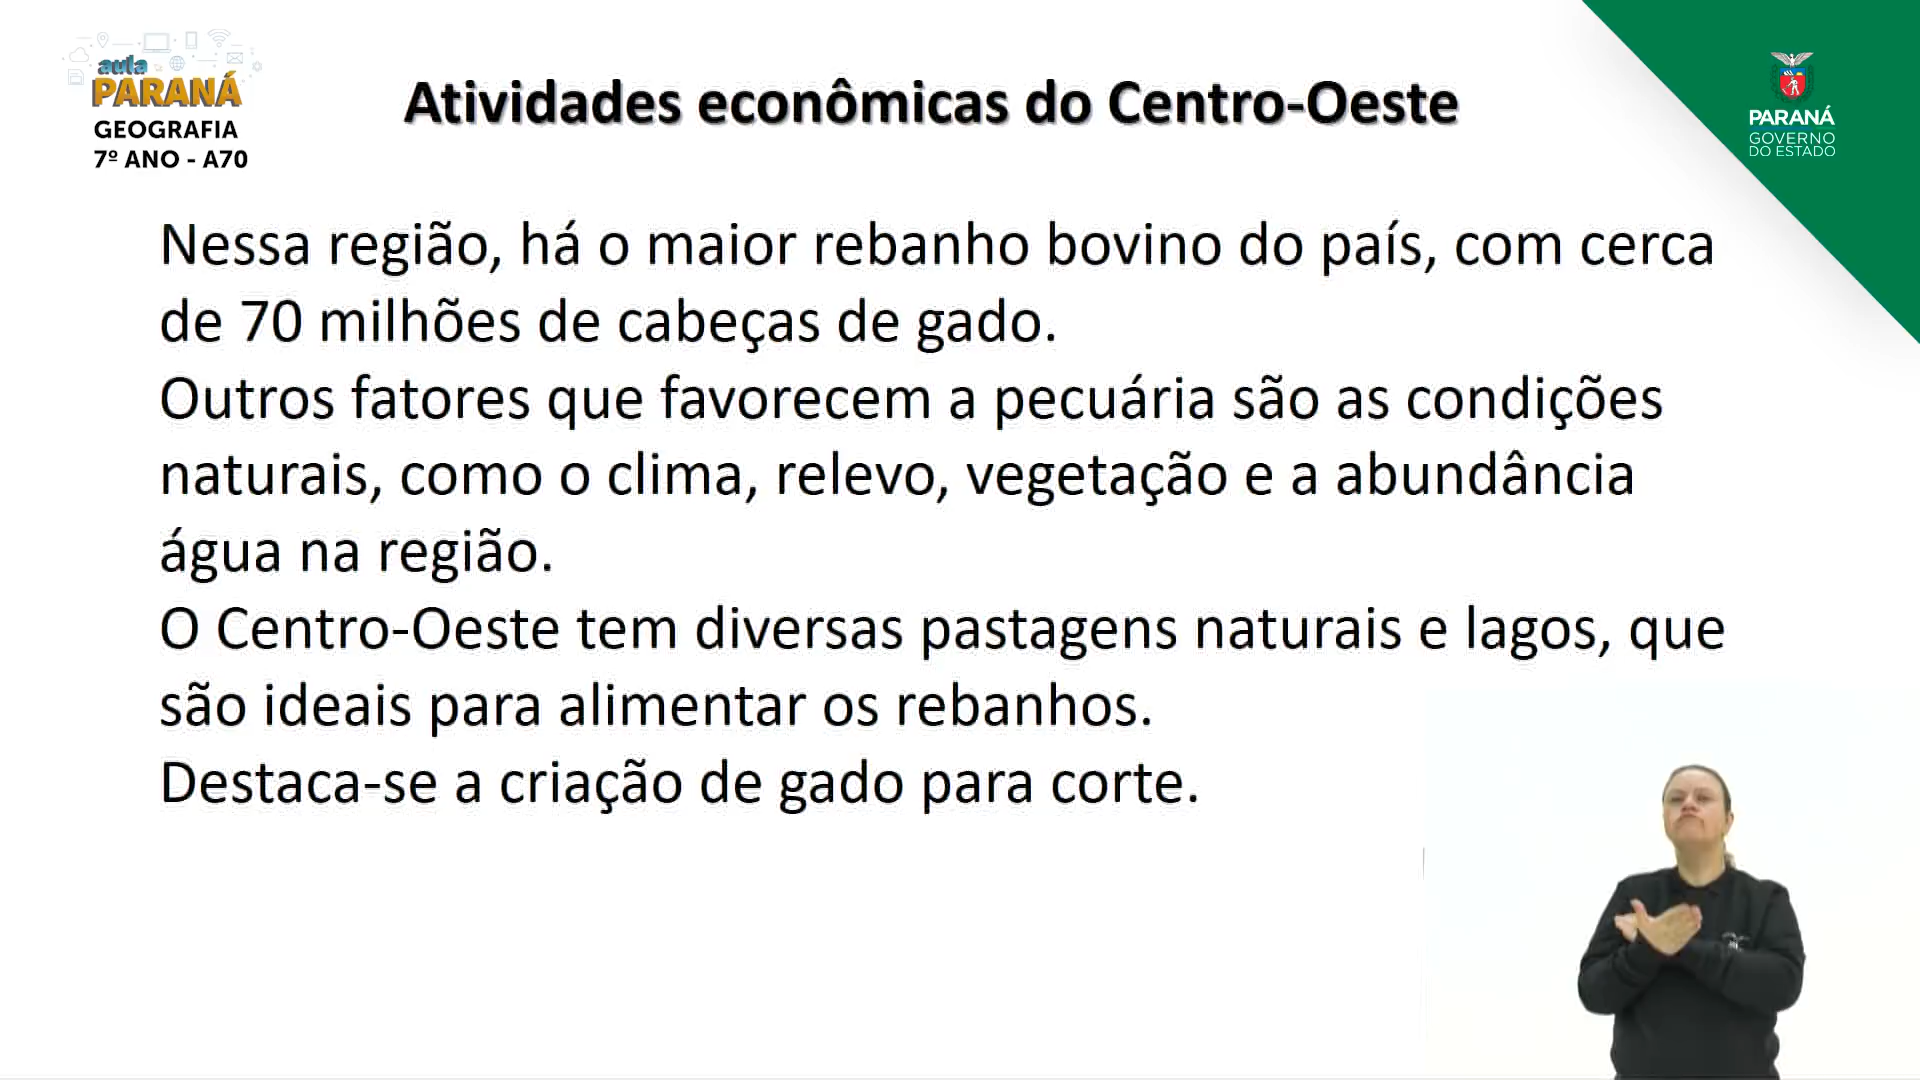 aula
PARANÁ
GEOGRAFIA
7º ANO - A70
Atividades econômicas do Centro-Oeste
PARANÁ
GOVERNO
DO ESTADO
Nessa região, há o maior rebanho bovino do país, com cerca
de 70 milhões de cabeças de gado.
Outros fatores que favorecem a pecuária são as condições
naturais, como o clima, relevo, vegetação e a abundância
água na região.
O Centro-Oeste tem diversas pastagens naturais e lagos, que
são ideais para alimentar os rebanhos.
Destaca-se a criação de gado para corte.